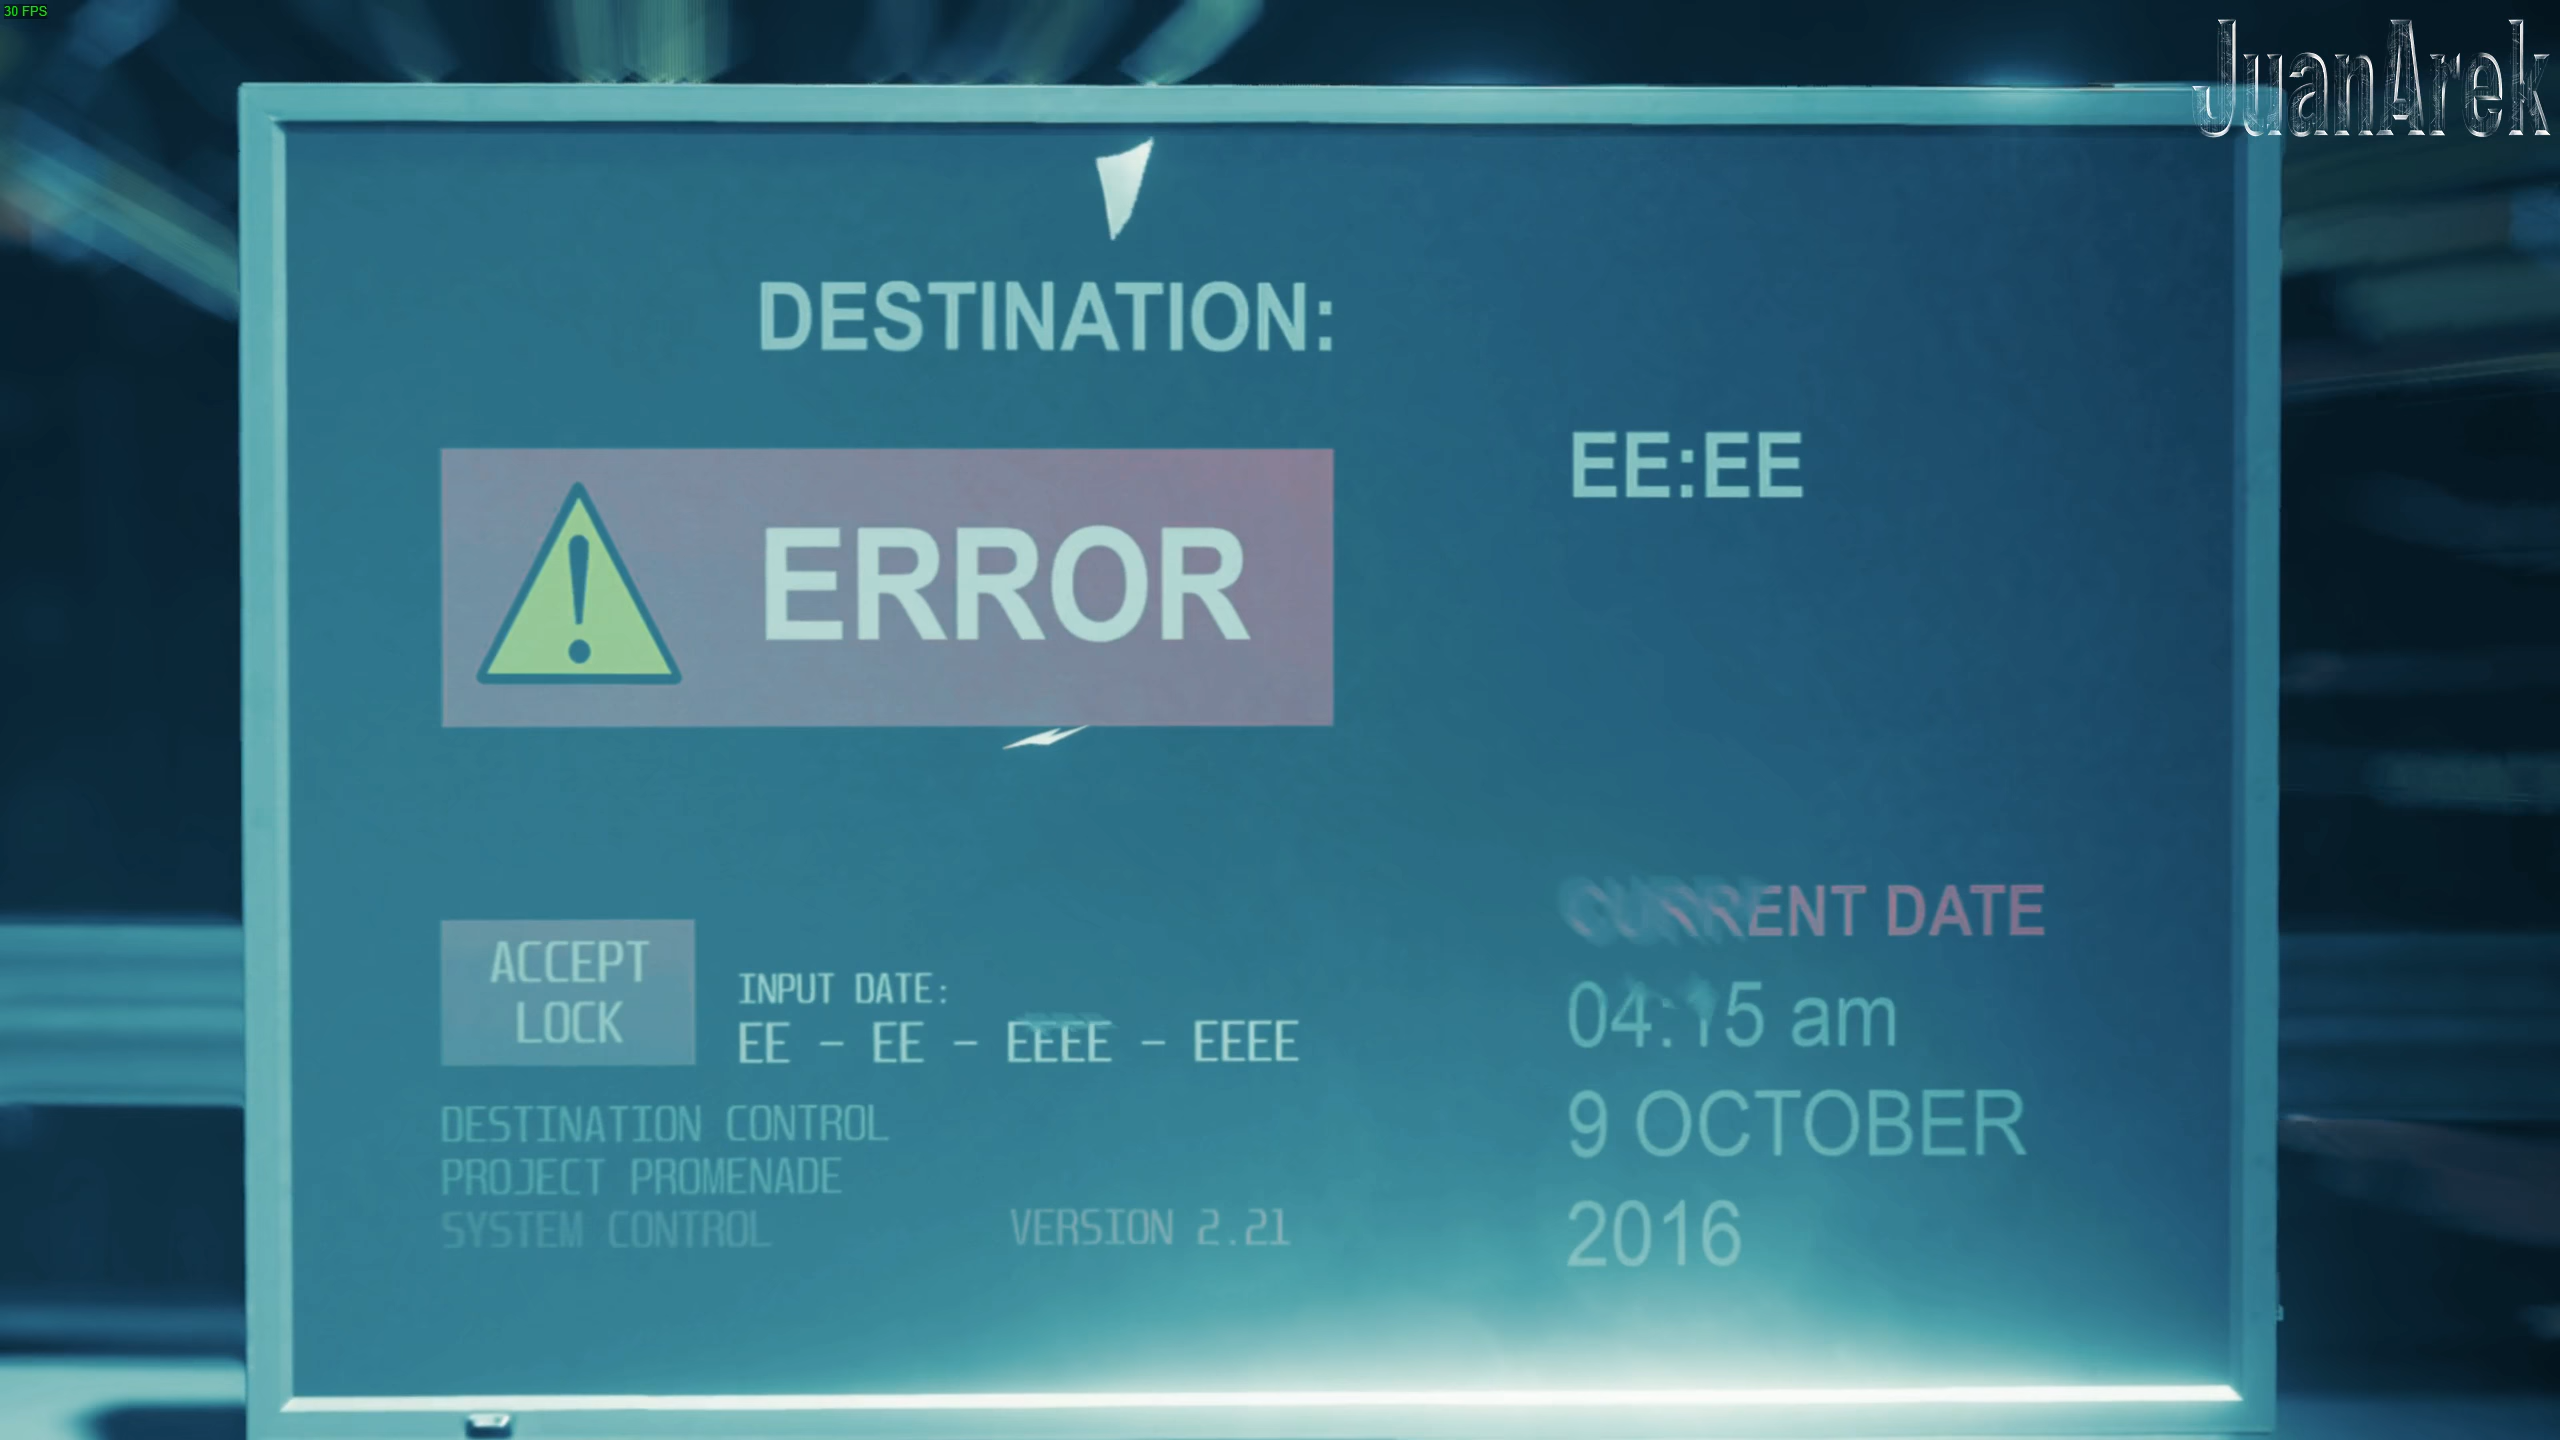 30 FPS
JuanArek
DESTINATION:
EE:EE
ERROR
CURRENT DATE
04:15 am
9 OCTOBER
2016
ACCEPT
LOCK
INPUT DATE:
EE - EE - EEEE - EEEE
DESTINATION CONTROL
PROJECT PROMENADE
SYSTEM CONTROL
VERSION 2.21